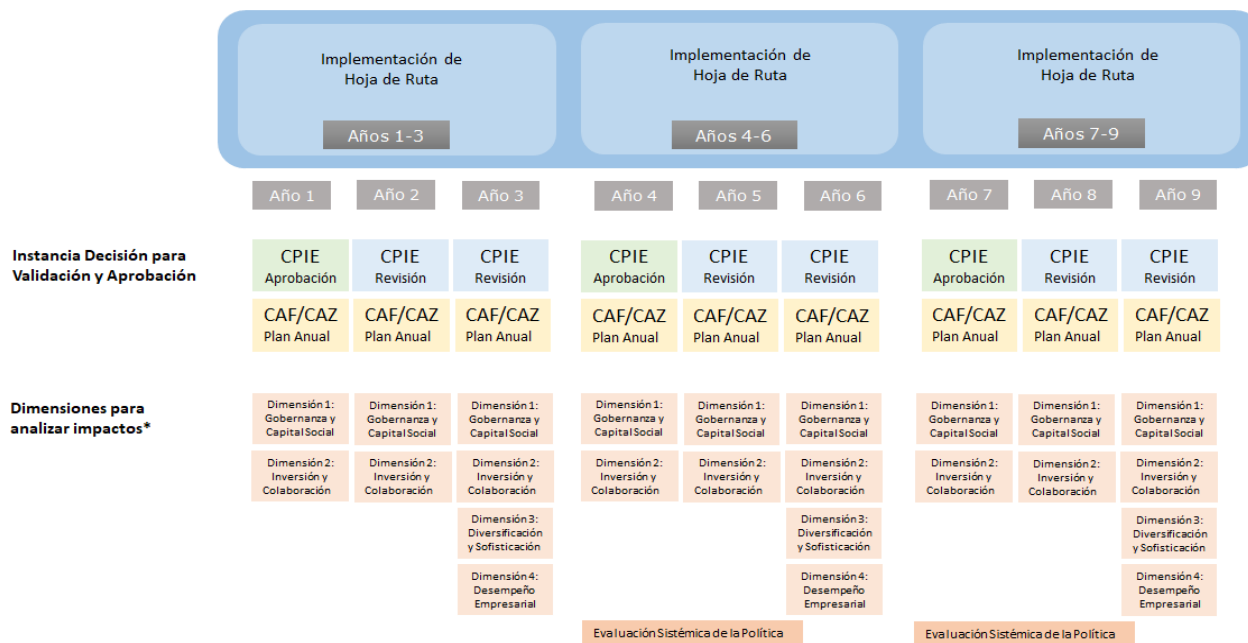 Implementación de
Hoja de Ruta
Años 1-3
Implementación de
Hoja de Ruta
Años 4-6
Implementación de
Hoja de Ruta
Años 7-9
Año 1
Año 2
Año 3
Año 4
Año 5
Año 6
Año 7
Año 8
Año 9
Instancia Decisión para
Validación y Aprobación
CPIE
Aprobación
CPIE
Revisión
CPIE
Revisión
CPIE
Aprobación
CPIE
Revisión
CPIE
Revisión
CPIE
Aprobación
CPIE
Revisión
CPIE
Revisión
CAF/CAZ
Plan Anual
CAF/CAZ
Plan Anual
CAF/CAZ
Plan Anual
CAF/CAZ
Plan Anual
CAF/CAZ
Plan Anual
CAF/CAZ
Plan Anual
CAF/CAZ
Plan Anual
CAF/CAZ
Plan Anual
CAF/CAZ
Plan Anual
Dimensiones para
analizar impactos*
Dimensión 1:
Gobernanza y
Capital Social
Dimensión 1:
Gobernanza y
Capital Social
Dimensión 1:
Gobernanza y
Capital Social
Dimensión 1:
Gobernanza y
Capital Social
Dimensión 1:
Gobernanza y
Capital Social
Dimensión 1:
Gobernanza y
Capital Social
Dimensión 1:
Gobernanza y
Capital Social
Dimensión 1:
Gobernanza y
Capital Social
Dimensión 1:
Gobernanza y
Capital Social
Dimensión 2:
Inversión y
Colaboración
Dimensión 2:
Inversión y
Colaboración
Dimensión 2:
Inversión y
Colaboración
Dimensión 2:
Inversión y
Colaboración
Dimensión 2:
Inversión y
Colaboración
Dimensión 2:
Inversión y
Colaboración
Dimensión 2:
Inversión y
Colaboración
Dimensión 2:
Inversión y
Colaboración
Dimensión 2:
Inversión y
Colaboración
Dimensión 3:
Diversificación
y Sofisticación
Dimensión 3:
Diversificación
y Sofisticación
Dimensión 3:
Diversificación
y Sofisticación
Dimensión 4:
Desempeño
Empresarial
Dimensión 4:
Desempeño
Empresarial
Dimensión 4:
Desempeño
Empresarial
Evaluación Sistémica de la Política
Evaluación Sistémica de la Política